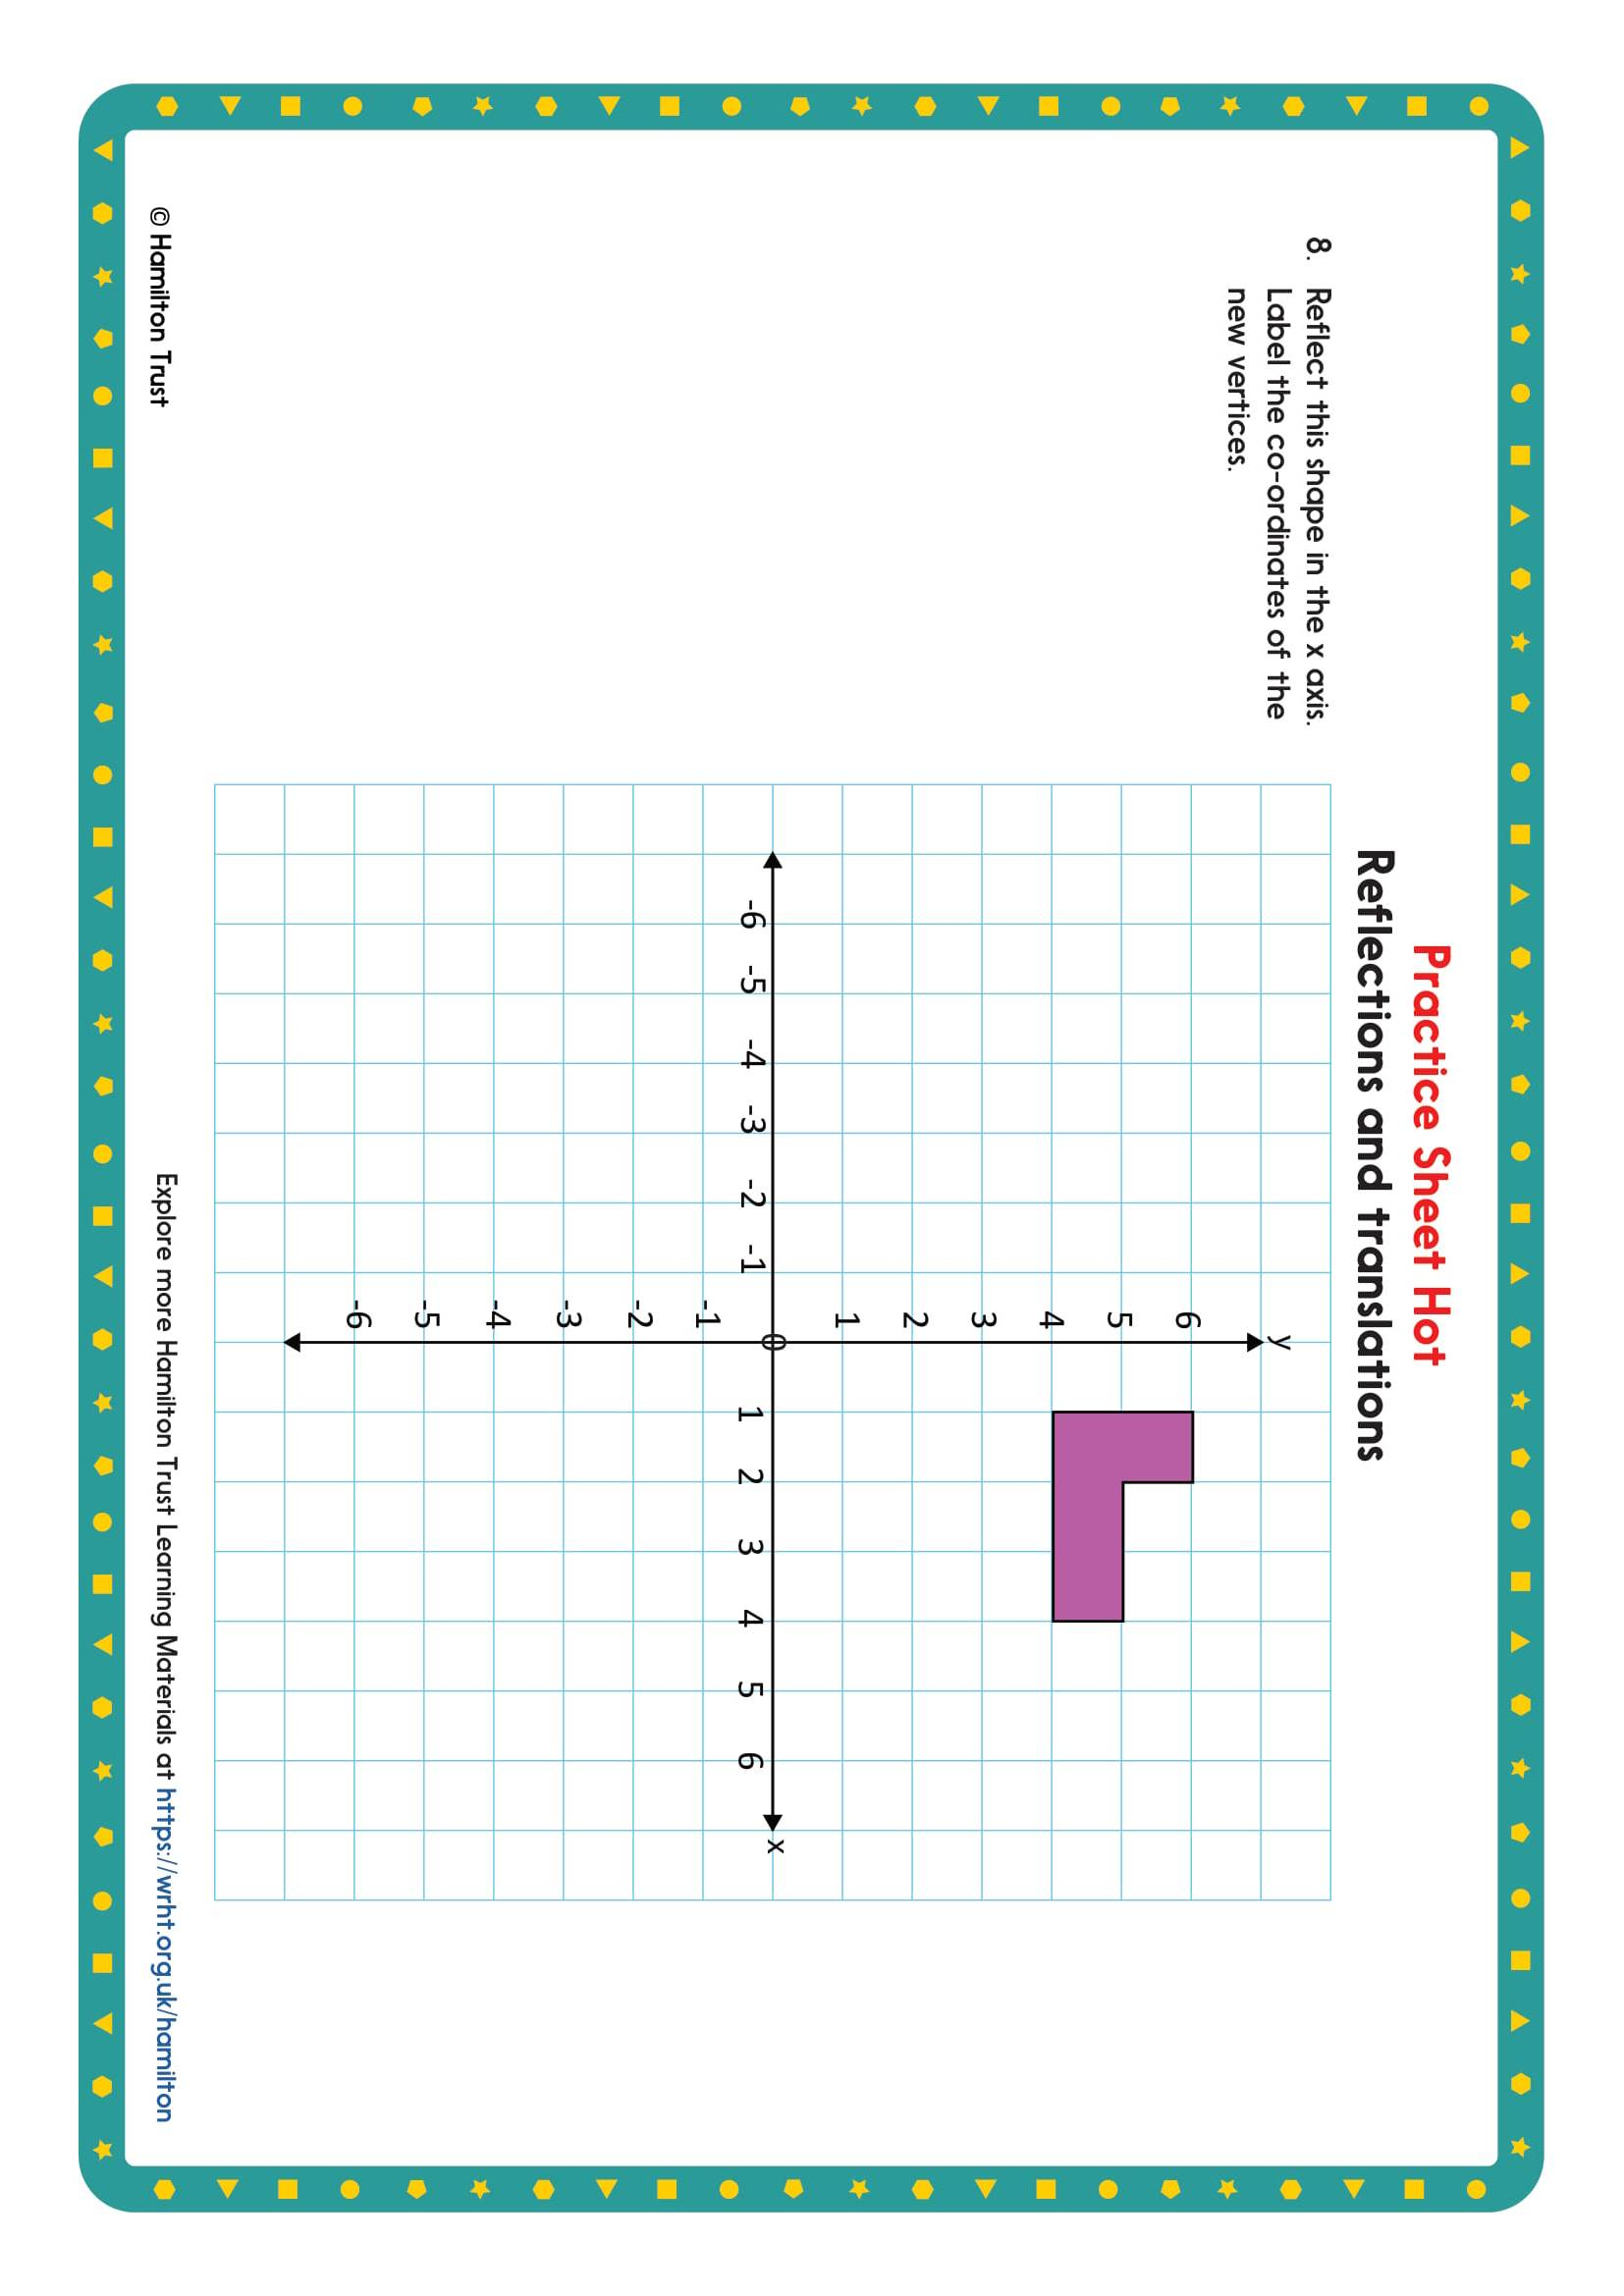 Practice Sheet Hot
Reflections and translations
8. Reflect this shape in the x axis.
Label the co-ordinates of the
new vertices.
y
6
5
4
3
2
1
-6 -5 -4 -3 -2 -1 0 1 2 3 4 5 6 x
-1
-2
-3
-4
-5
-6
© Hamilton Trust
Explore more Hamilton Trust Learning Materials at https://wrht.org.uk/hamilton